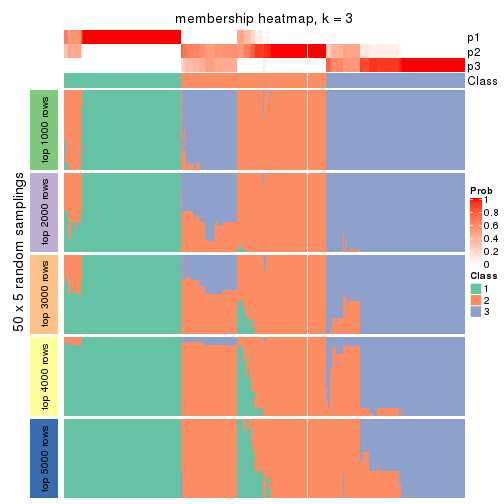 membership heatmap, k = 3
p1
p2
p3
Class
50 x 5 random samplings
top 1000 rows
top 2000 rows
top 3000 rows
top 4000 rows
top 5000 rows
Prob
1
0.8
0.6
0.4
0.2
0
Class
1
2
3